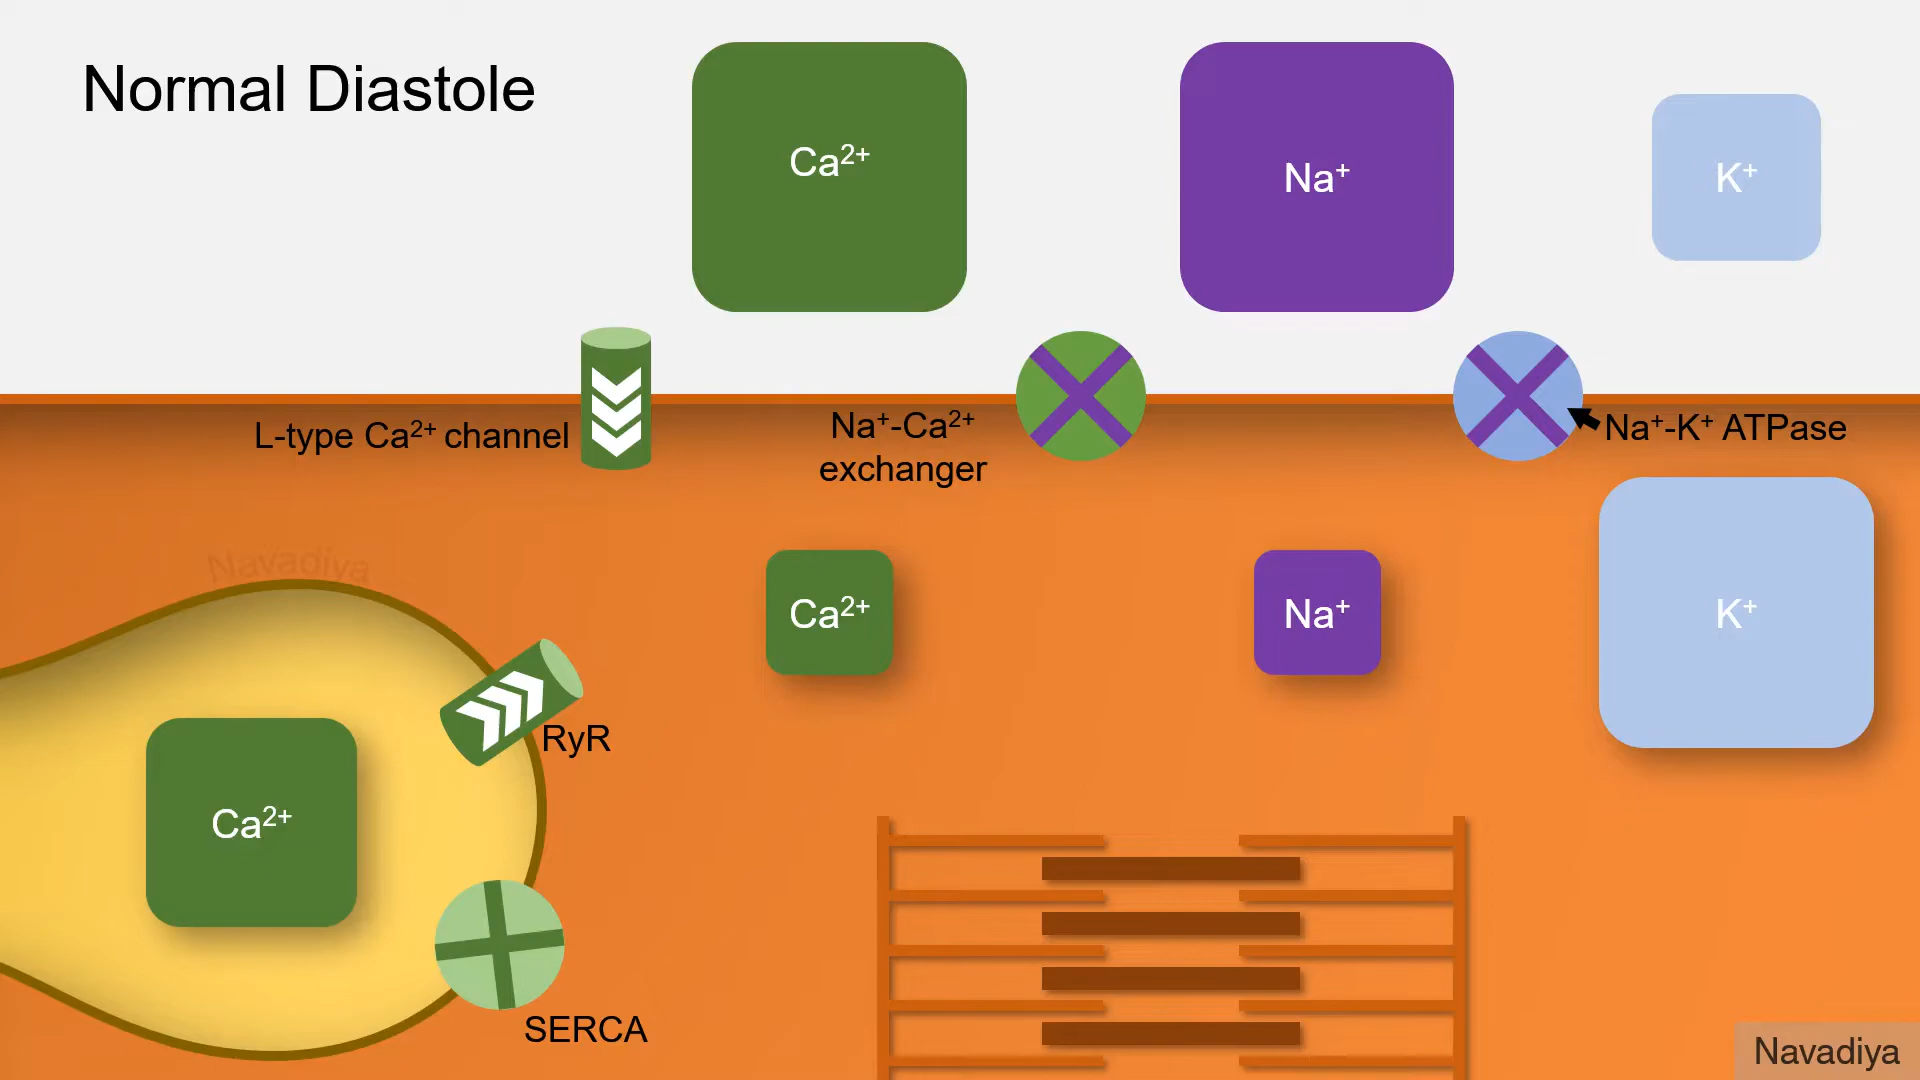 Normal Diastole
Ca²⁺
Na⁺
K⁺
L-type Ca²⁺ channel
Na⁺-Ca²⁺
exchanger
Na⁺-K⁺ ATPase
Navadiya
Ca²⁺
Na⁺
K⁺
RyR
Ca²⁺
SERCA
Navadiya